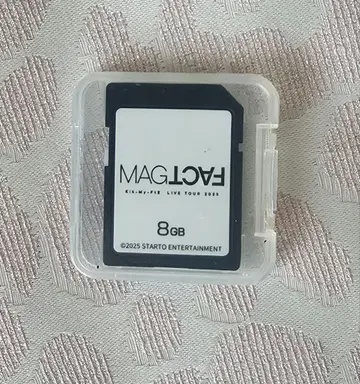 MAGFACT
Kis-My-Ft2 LIVE TOUR 2025
8GB
©2025 STARTO ENTERTAINMENT